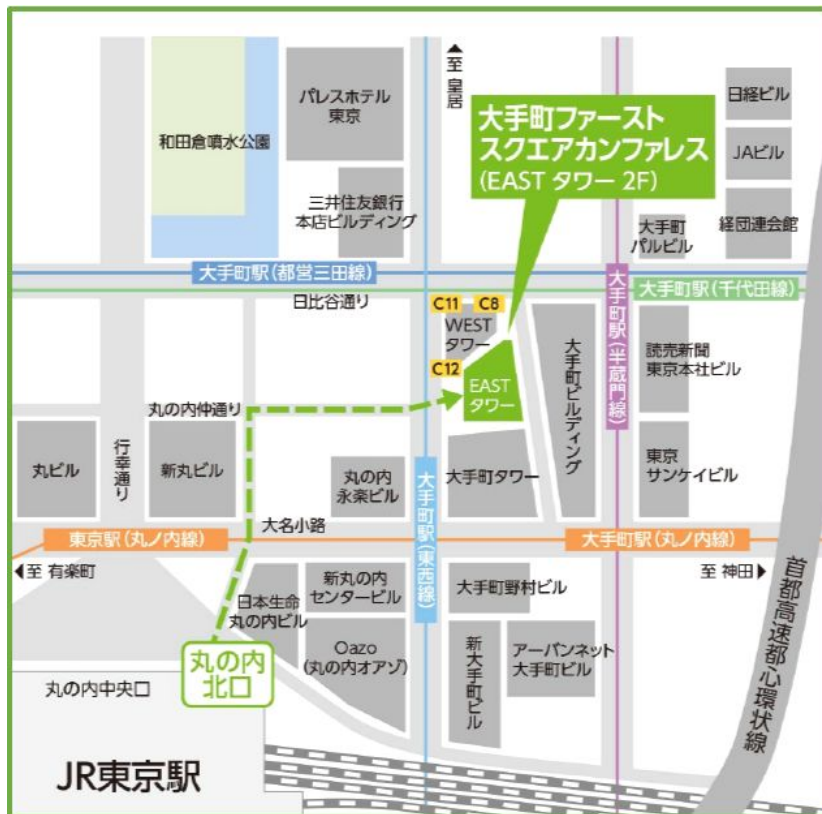 ▲至 皇居
パレスホテル
東京
和田倉噴水公園
三井住友銀行
本店ビルディング
大手町ファースト
スクエアカンファレス
(EAST タワー 2F)
日経ビル
JAビル
経団連会館
大手町
パルビル
大手町駅(都営三田線)
大手町駅(千代田線)
日比谷通り
大手町駅(半蔵門線)
C11
C8
WEST
タワー
C12
EAST
タワー
大手町ビルディング
読売新聞
東京本社ビル
丸の内仲通り
丸ビル
行幸通り
新丸ビル
丸の内
永楽ビル
大手町駅(東西線)
大手町タワー
東京
サンケイビル
大名小路
東京駅(丸ノ内線)
大手町駅(丸ノ内線)
◀至 有楽町
至 神田▶
首都高速都心環状線
日本生命
丸の内ビル
新丸の内
センタービル
大手町野村ビル
Oazo
(丸の内オアゾ)
新大手町ビル
アーバンネット
大手町ビル
丸の内
北口
丸の内中央口
JR東京駅